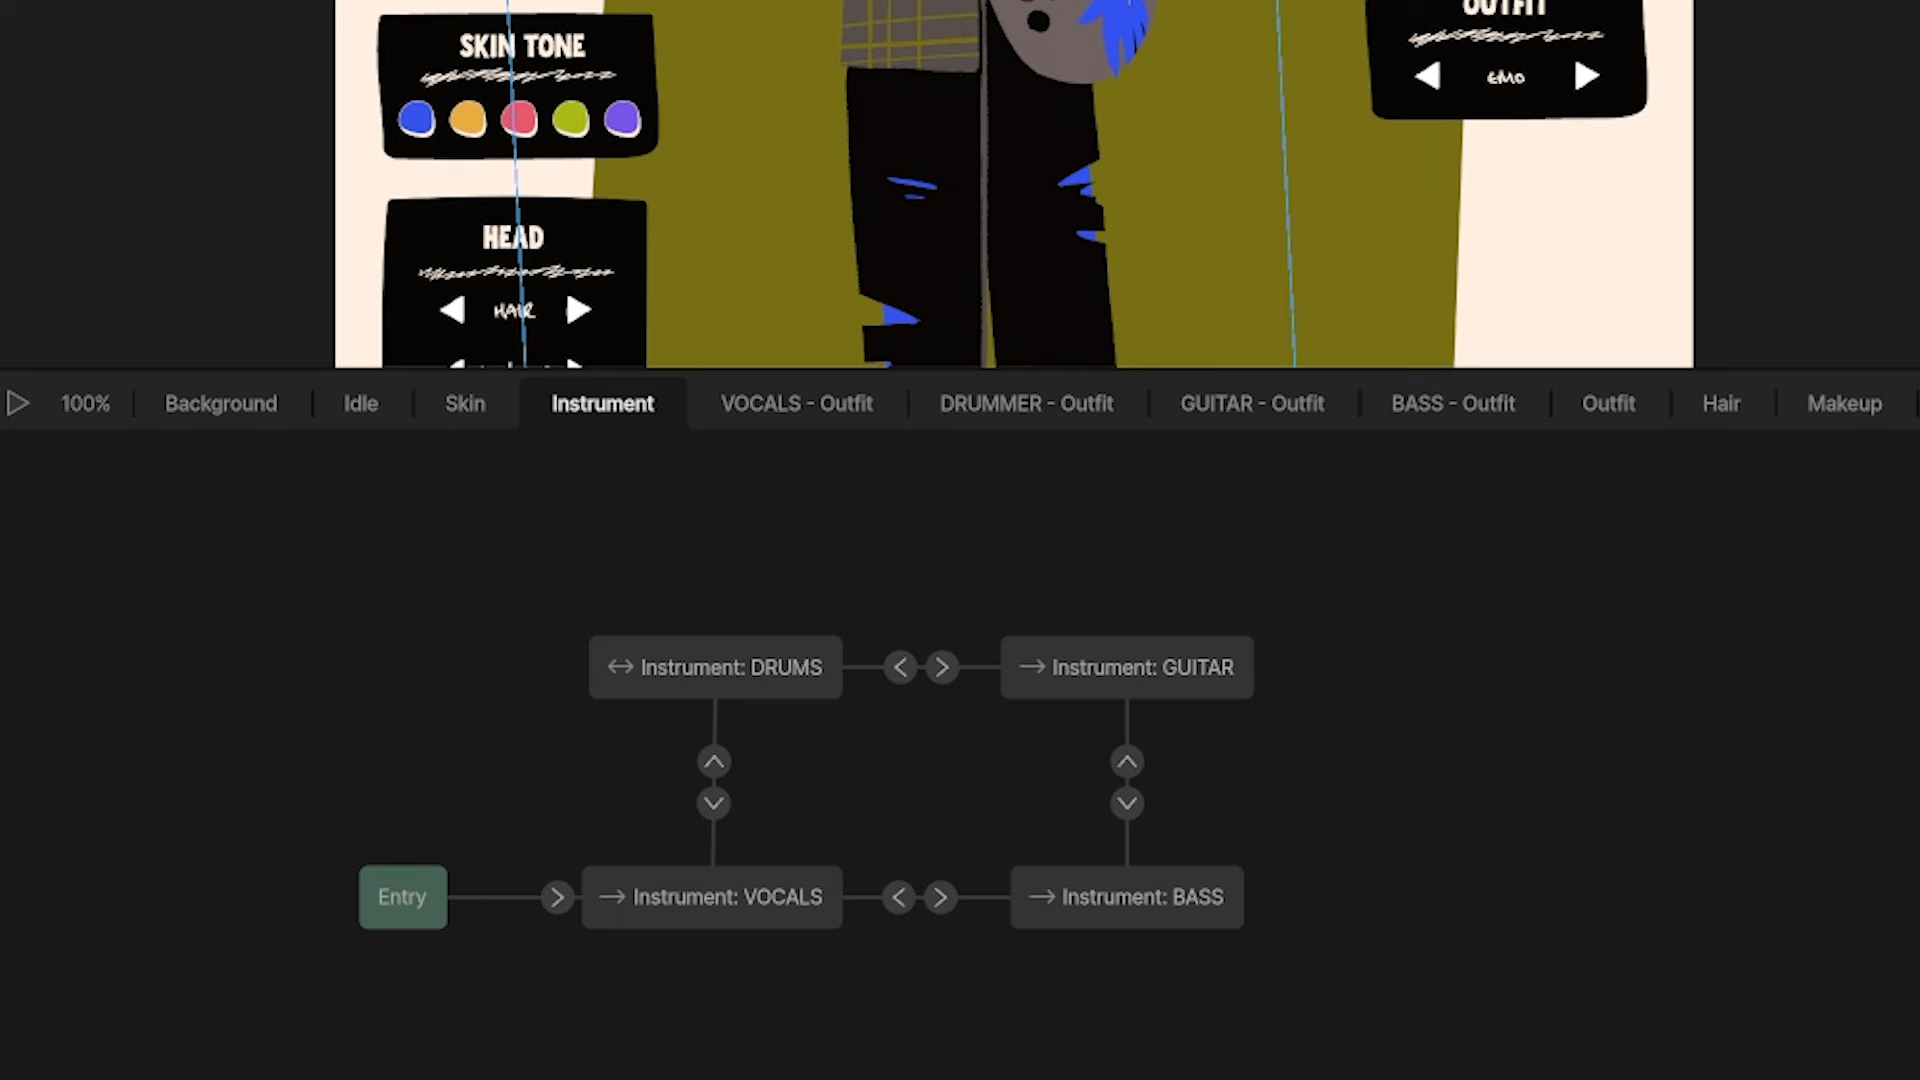 SKIN TONE
OUTFIT
EMO
HEAD
HAIR
100% Background Idle Skin Instrument VOCALS - Outfit DRUMMER - Outfit GUITAR - Outfit BASS - Outfit Outfit Hair Makeup
Instrument: DRUMS
Instrument: GUITAR
Entry
Instrument: VOCALS
Instrument: BASS